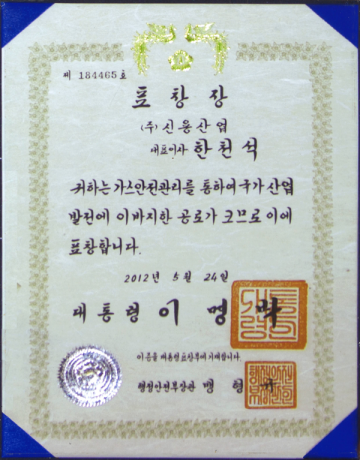 제 184465 호
표 창 장
(주) 신용산업
대표이사 한천석
귀하는 가스안전관리를 통하여 국가 산업
발전에 이바지한 공로가 크므로 이에
표창합니다.
2012년 5월 24일
대통령 이 명 박
이 증을 대통령표창부에 기재합니다.
행정안전부장관 맹 형 규